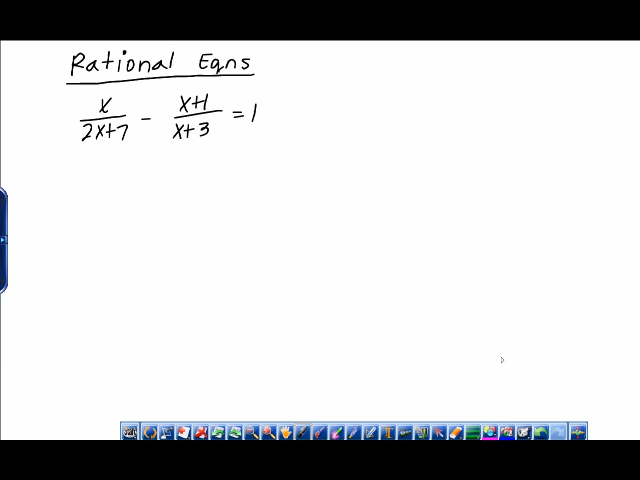 Rational Eqns
x/(2x+7) - (x+1)/(x+3) = 1